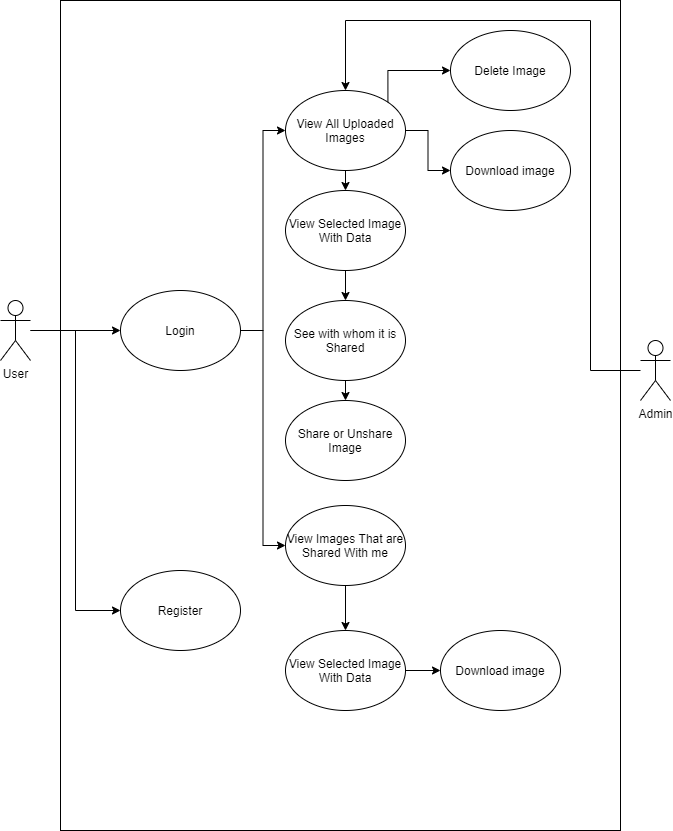 Delete Image
View All Uploaded
Images
Download image
View Selected Image
With Data
Login
See with whom it is
Shared
User
Admin
Share or Unshare
Image
View Images That are
Shared With me
Register
View Selected Image
With Data
Download image